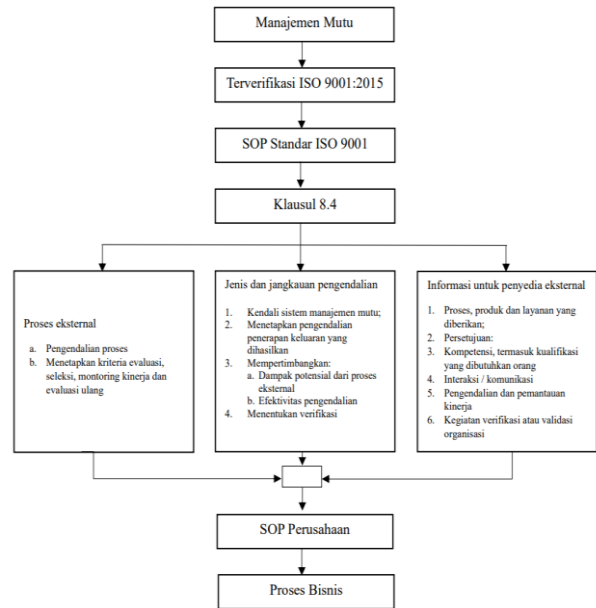 Manajemen Mutu
Terverifikasi ISO 9001:2015
SOP Standar ISO 9001
Klausul 8.4
Proses eksternal
a. Pengendalian proses
b. Menetapkan kriteria evaluasi,
seleksi, montoring kinerja dan
evaluasi ulang
Jenis dan jangkauan pengendalian
1. Kendali sistem manajemen mutu;
2. Menetapkan pengendalian
penerapan keluaran yang
dihasilkan
3. Mempertimbangkan:
a. Dampak potensial dari proses
eksternal
b. Efektivitas pengendalian
4. Menentukan verifikasi
Informasi untuk penyedia eksternal
1. Proses, produk dan layanan yang
diberikan;
2. Persetujuan:
3. Kompetensi, termasuk kualifikasi
yang dibutuhkan orang
4. Interaksi / komunikasi
5. Pengendalian dan pemantauan
kinerja
6. Kegiatan verifikasi atau validasi
organisasi
SOP Perusahaan
Proses Bisnis